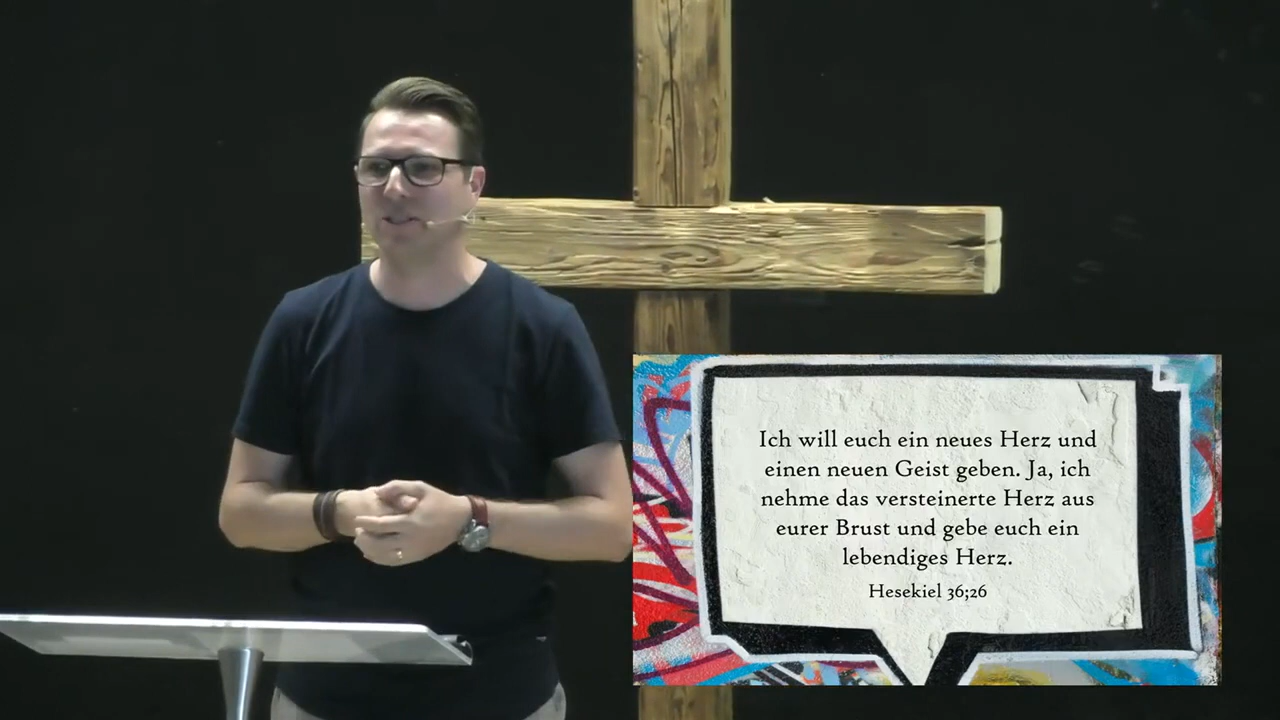 Ich will euch ein neues Herz und
einen neuen Geist geben. Ja, ich
nehme das versteinerte Herz aus
eurer Brust und gebe euch ein
lebendiges Herz.
Hesekiel 36;26